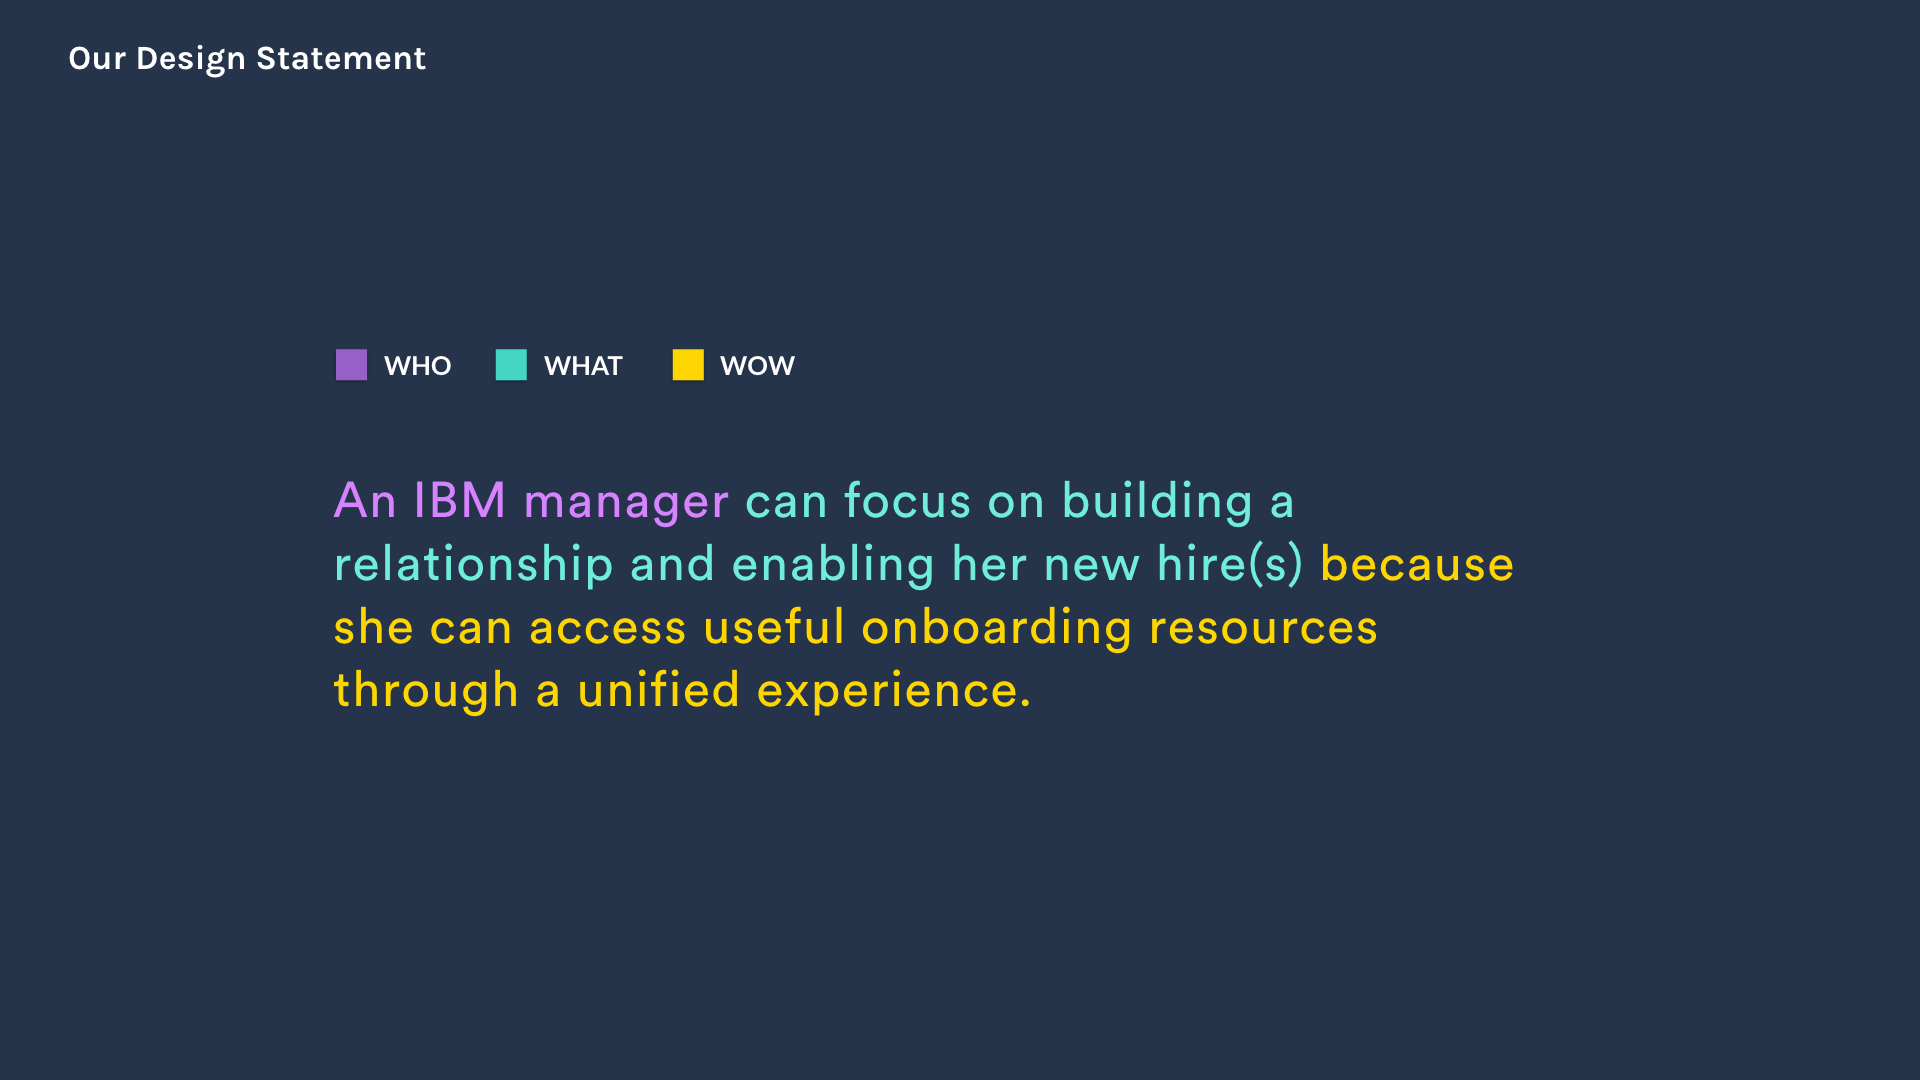 Our Design Statement
WHO WHAT WOW
An IBM manager can focus on building a
relationship and enabling her new hire(s) because
she can access useful onboarding resources
through a unified experience.